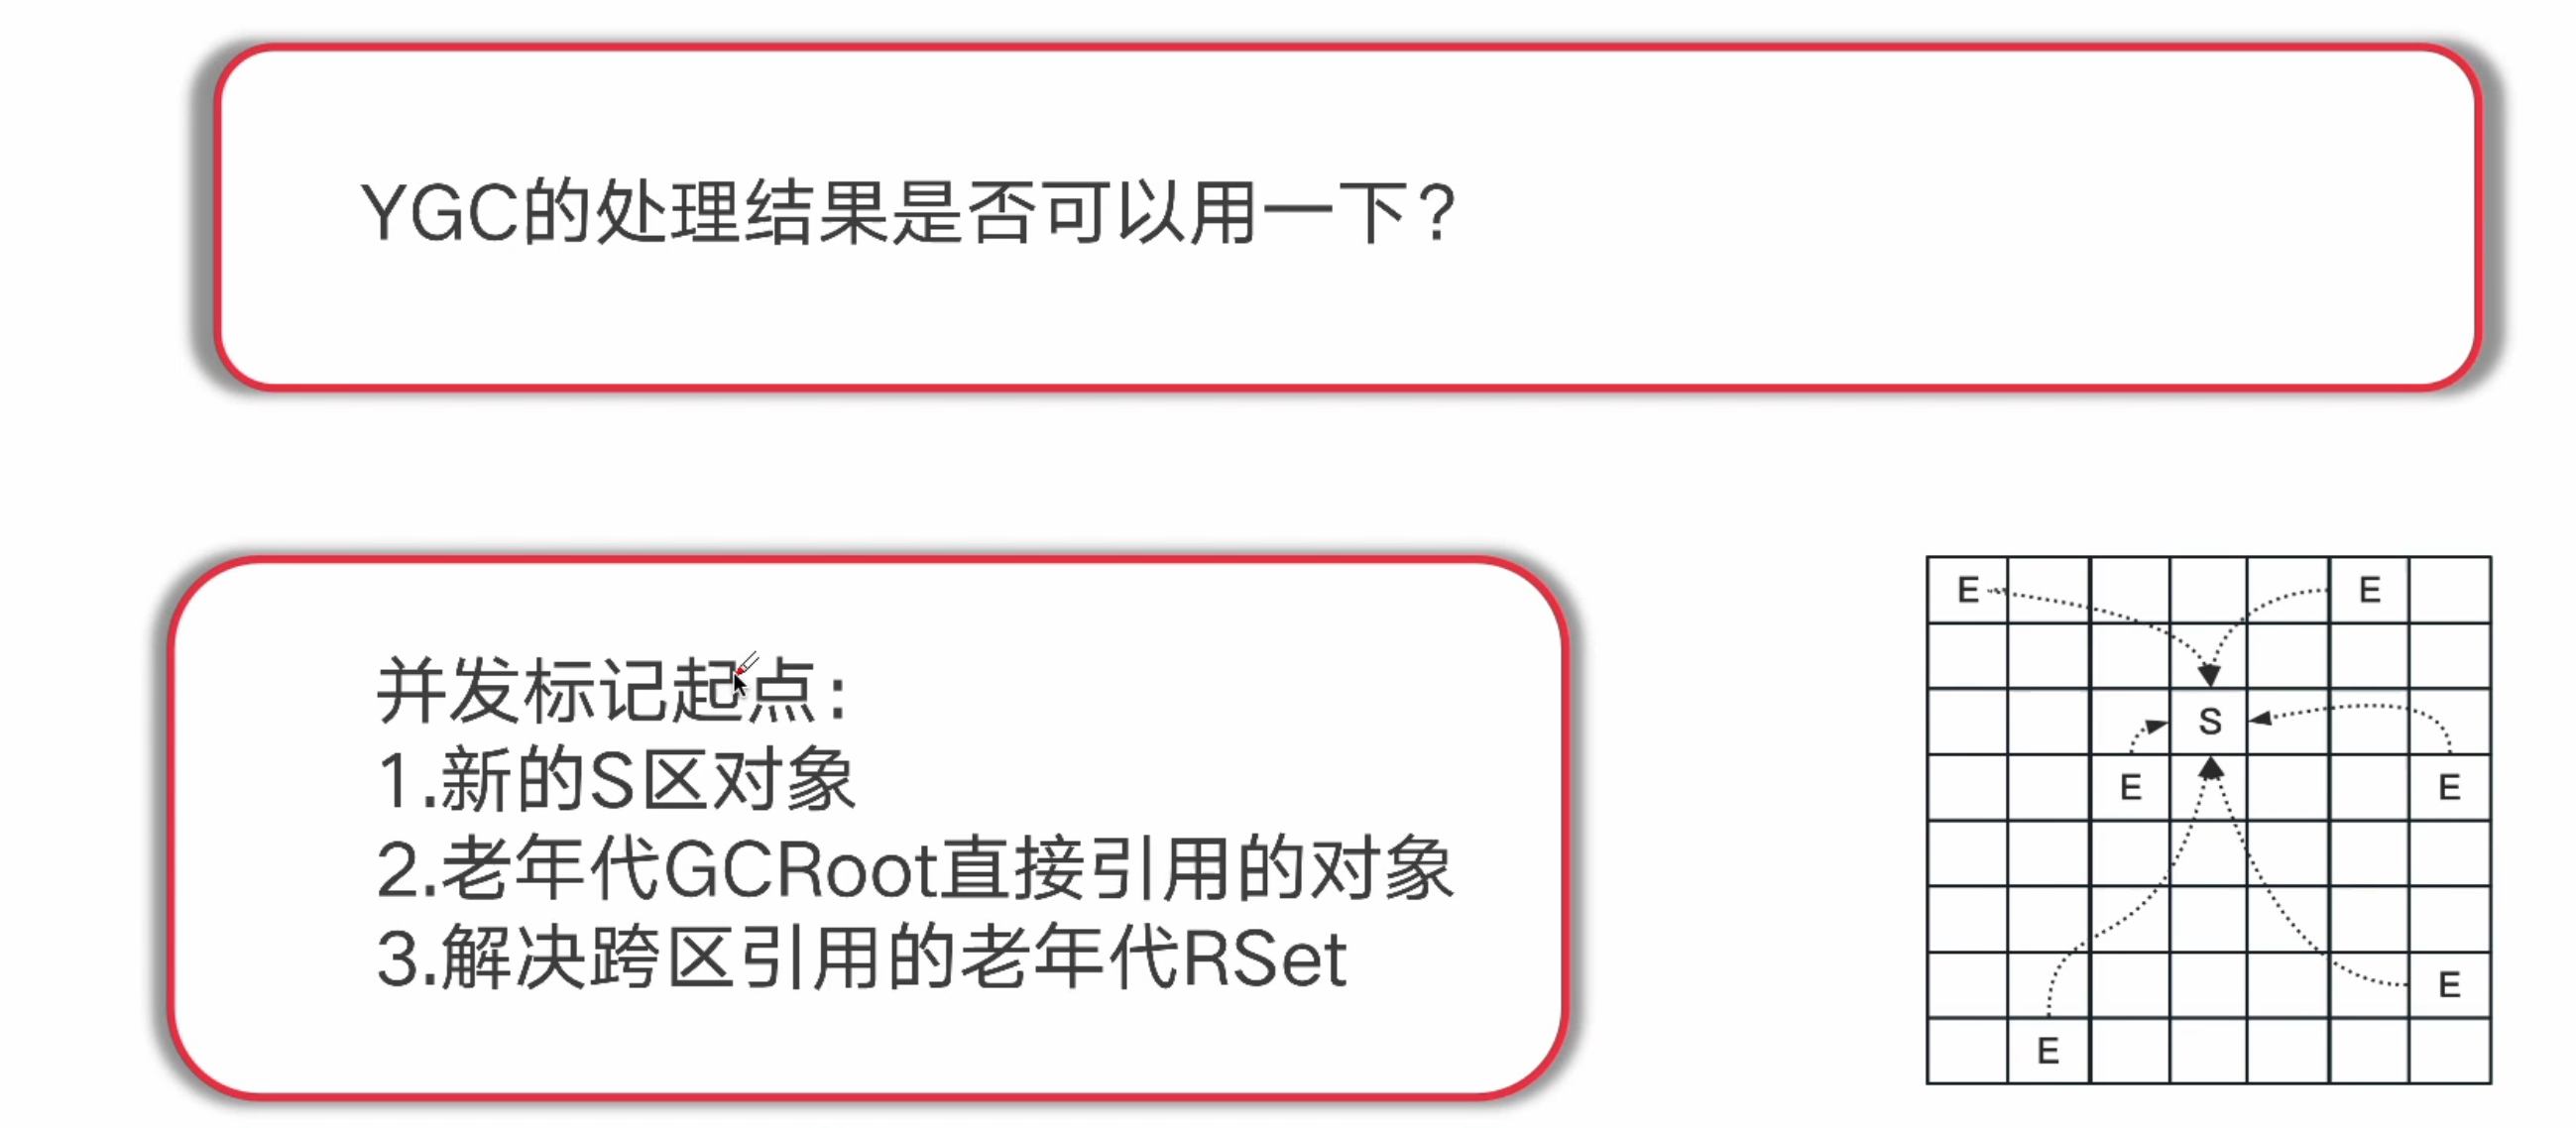 YGC的处理结果是否可以用一下？
并发标记起点：
1.新的S区对象
2.老年代GCRoot直接引用的对象
3.解决跨区引用的老年代RSet
E E
S
E E
E
E